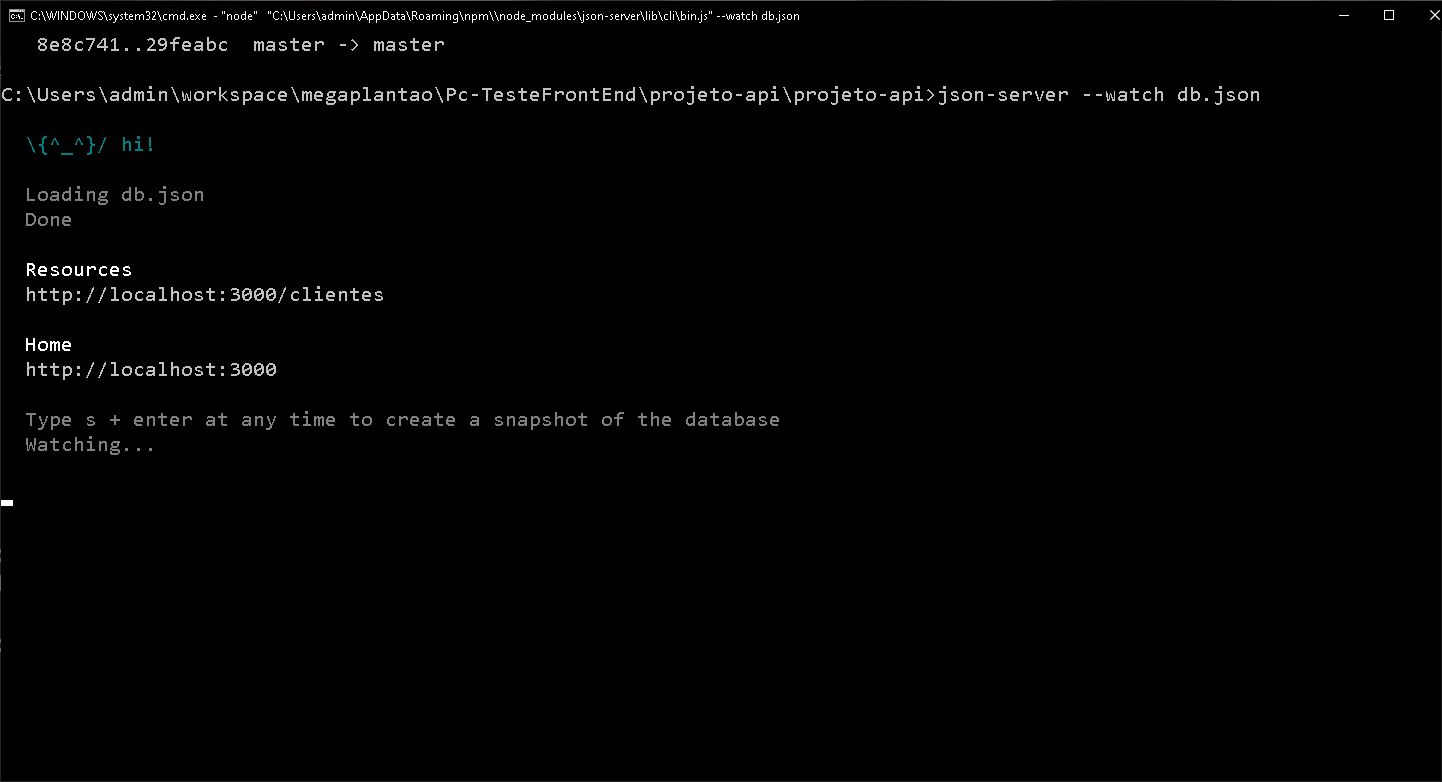 C:\WINDOWS\system32\cmd.exe - "node" "C:\Users\admin\AppData\Roaming\npm\\node_modules\json-server\lib\cli\bin.js" --watch db.json
8e8c741..29feabc  master -> master
C:\Users\admin\workspace\megaplantao\Pc-TesteFrontEnd\projeto-api\projeto-api>json-server --watch db.json
\{^_^}/ hi!
Loading db.json
Done
Resources
http://localhost:3000/clientes
Home
http://localhost:3000
Type s + enter at any time to create a snapshot of the database
Watching...